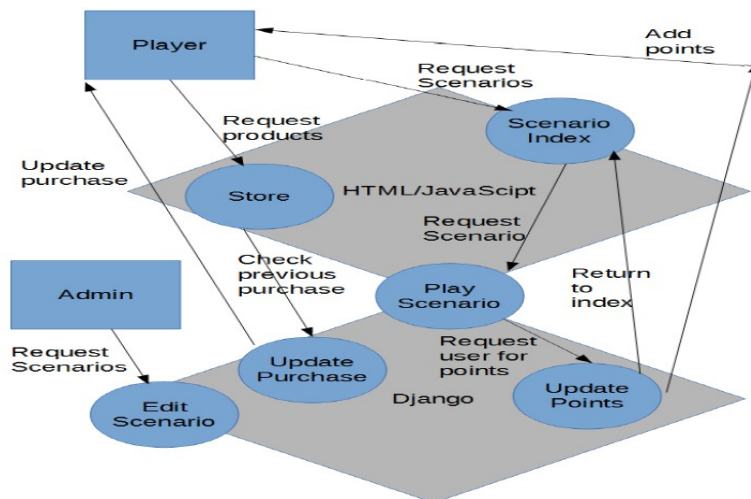 Player
Add
points
Request
Scenarios
Request
products
Scenario
Index
Update
purchase
Store
HTML/JavaScipt
Request
Scenario
Check
previous
purchase
Admin
Play
Scenario
Return
to
index
Request
Scenarios
Update
Purchase
Request
user for
points
Edit
Scenario
Django
Update
Points